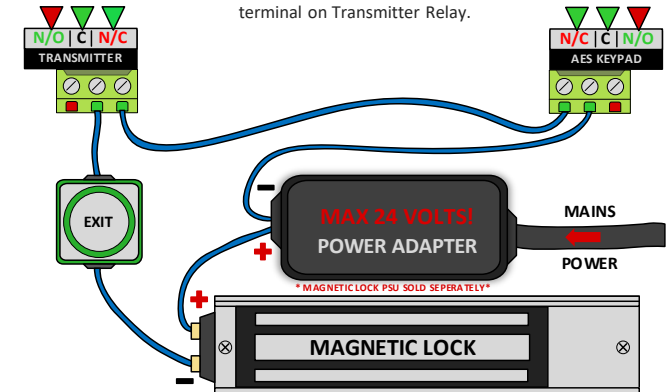 terminal on Transmitter Relay.
N/O | C | N/C
TRANSMITTER
N/C | C | N/O
AES KEYPAD
EXIT
MAX 24 VOLTS!
POWER ADAPTER
MAINS
POWER
* MAGNETIC LOCK PSU SOLD SEPERATELY*
MAGNETIC LOCK